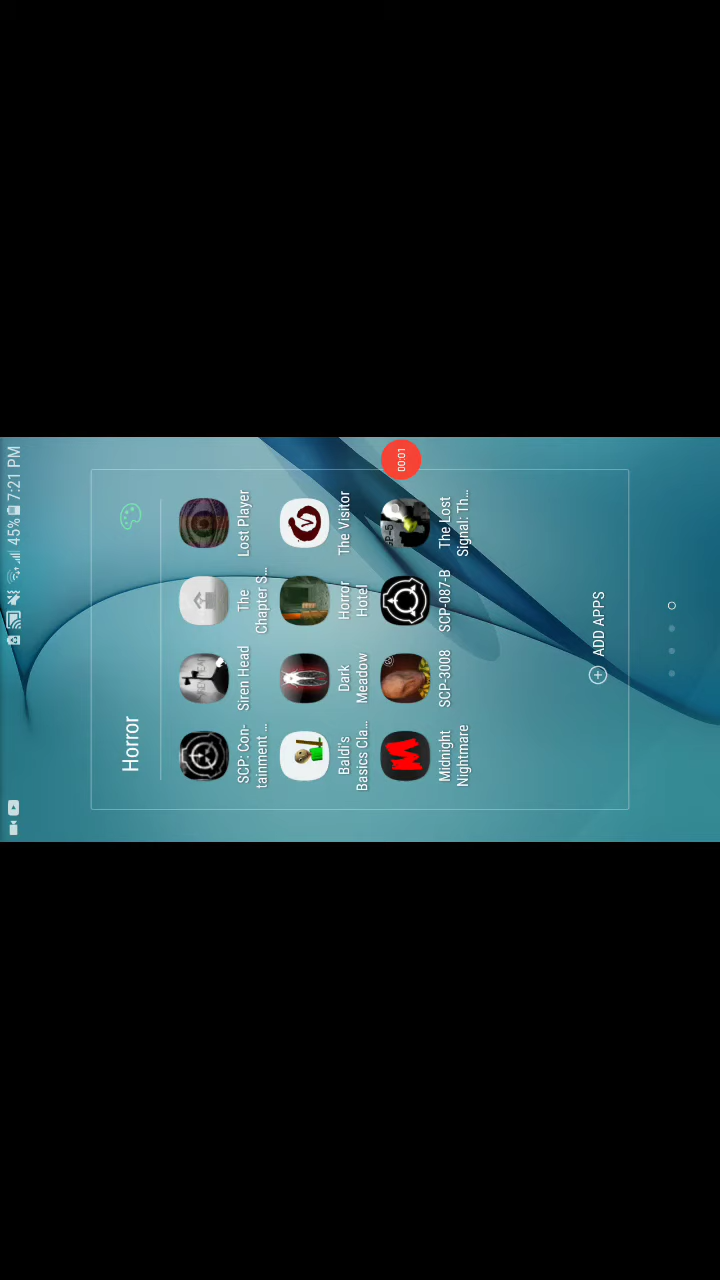 45% 7:21 PM
00:01
Horror
SCP: Con-
tainment ...
Siren Head
The
Chapter S...
Lost Player
Baldi's
Basics Cla...
Dark
Meadow
Horror
Hotel
The Visitor
Midnight
Nightmare
SCP-3008
SCP-087-B
The Lost
Signal: Th...
ADD APPS